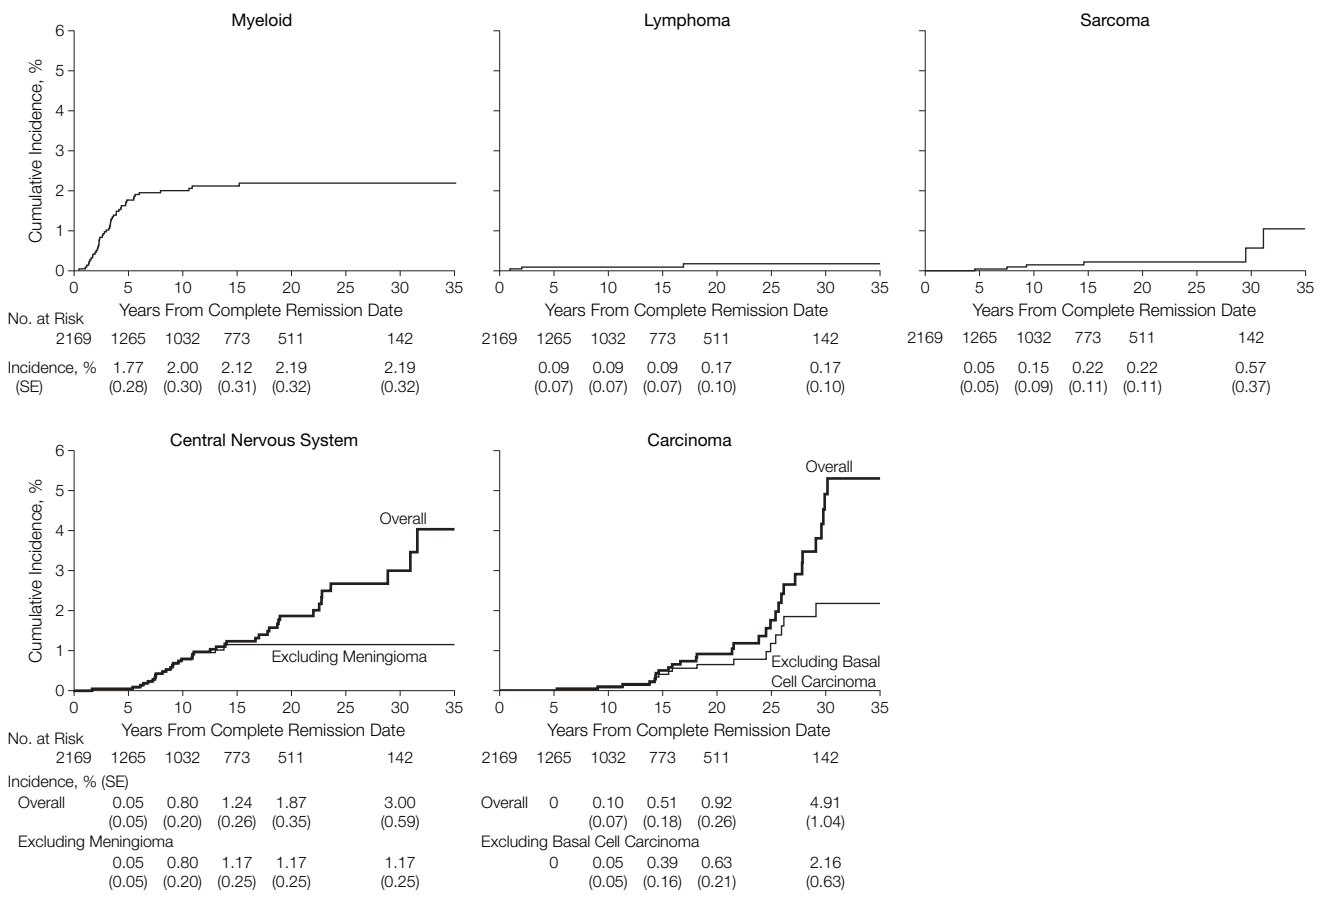 Myeloid
Lymphoma
Sarcoma
Cumulative Incidence, %
6
5
4
3
2
1
0
0 5 10 15 20 25 30 35
0 5 10 15 20 25 30 35
0 5 10 15 20 25 30 35
Years From Complete Remission Date
Years From Complete Remission Date
Years From Complete Remission Date
No. at Risk
2169 1265 1032 773 511 142
2169 1265 1032 773 511 142
2169 1265 1032 773 511 142
Incidence, % 1.77 2.00 2.12 2.19 2.19
0.09 0.09 0.09 0.17 0.17
0.05 0.15 0.22 0.22 0.57
(SE) (0.28) (0.30) (0.31) (0.32) (0.32)
(0.07) (0.07) (0.07) (0.10) (0.10)
(0.05) (0.09) (0.11) (0.11) (0.37)
Central Nervous System
Carcinoma
Cumulative Incidence, %
6
5
4
3
2
1
0
Overall
Excluding Meningioma
Overall
Excluding Basal
Cell Carcinoma
0 5 10 15 20 25 30 35
0 5 10 15 20 25 30 35
Years From Complete Remission Date
Years From Complete Remission Date
No. at Risk
2169 1265 1032 773 511 142
2169 1265 1032 773 511 142
Incidence, % (SE)
Overall 0.05 0.80 1.24 1.87 3.00
(0.05) (0.20) (0.26) (0.35) (0.59)
Excluding Meningioma
0.05 0.80 1.17 1.17 1.17
(0.05) (0.20) (0.25) (0.25) (0.25)
Overall 0 0.10 0.51 0.92 4.91
(0.07) (0.18) (0.26) (1.04)
Excluding Basal Cell Carcinoma
0 0.05 0.39 0.63 2.16
(0.05) (0.16) (0.21) (0.63)